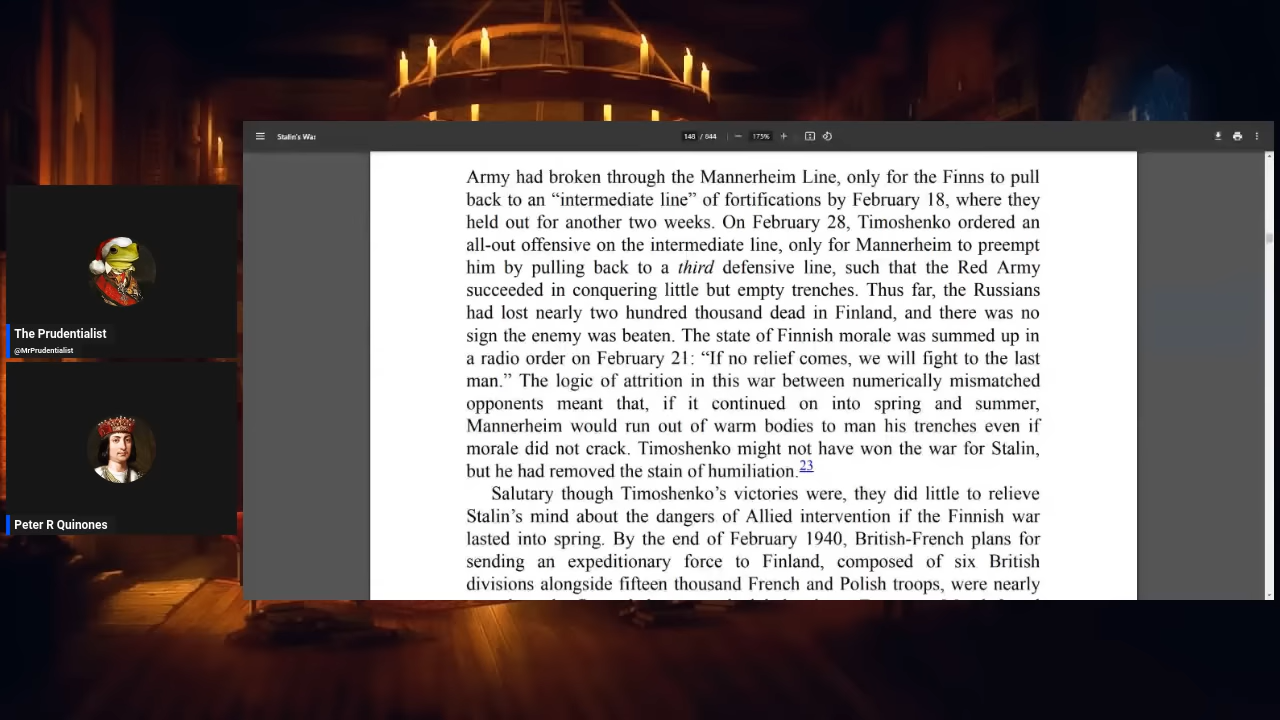 Stalin's War
148 / 844
175%
Army had broken through the Mannerheim Line, only for the Finns to pull
back to an “intermediate line” of fortifications by February 18, where they
held out for another two weeks. On February 28, Timoshenko ordered an
all-out offensive on the intermediate line, only for Mannerheim to preempt
him by pulling back to a third defensive line, such that the Red Army
succeeded in conquering little but empty trenches. Thus far, the Russians
had lost nearly two hundred thousand dead in Finland, and there was no
sign the enemy was beaten. The state of Finnish morale was summed up in
a radio order on February 21: “If no relief comes, we will fight to the last
man.” The logic of attrition in this war between numerically mismatched
opponents meant that, if it continued on into spring and summer,
Mannerheim would run out of warm bodies to man his trenches even if
morale did not crack. Timoshenko might not have won the war for Stalin,
but he had removed the stain of humiliation.23
Salutary though Timoshenko’s victories were, they did little to relieve
Stalin’s mind about the dangers of Allied intervention if the Finnish war
lasted into spring. By the end of February 1940, British-French plans for
sending an expeditionary force to Finland, composed of six British
divisions alongside fifteen thousand French and Polish troops, were nearly
The Prudentialist
@MrPrudentialist
Peter R Quinones